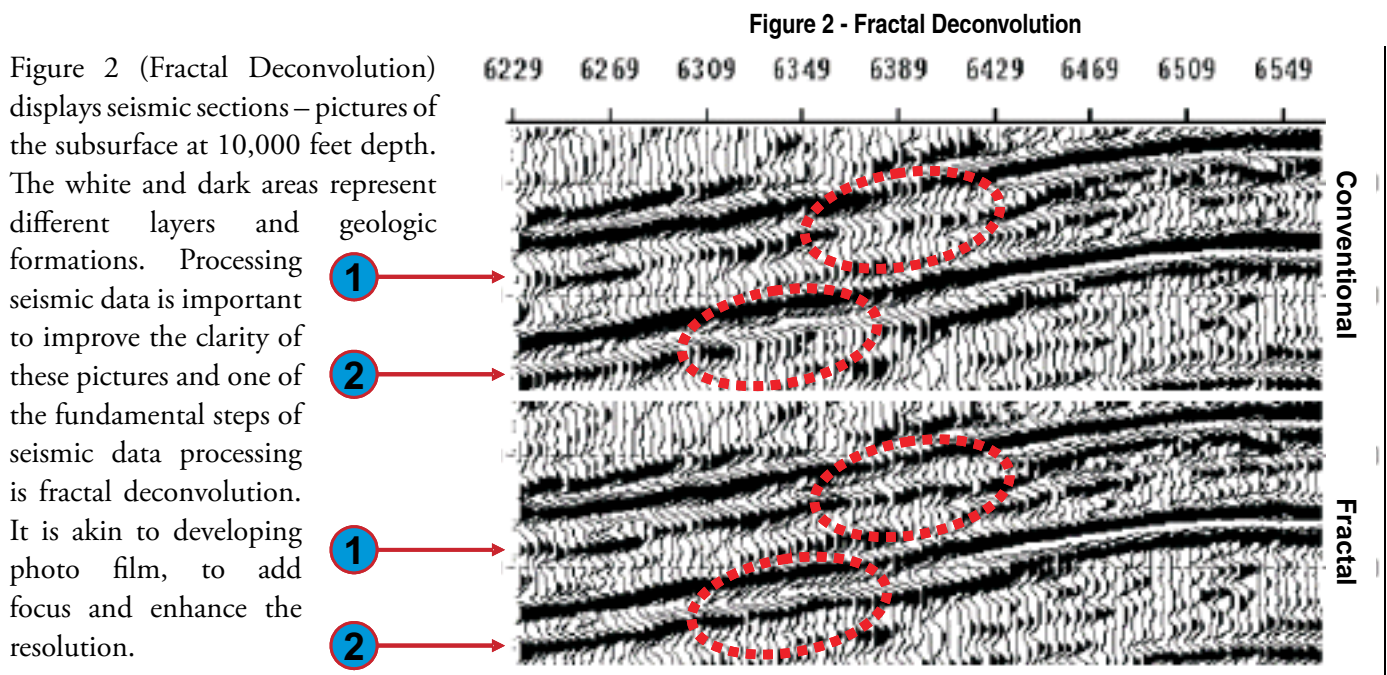 Figure 2 - Fractal Deconvolution
Figure 2 (Fractal Deconvolution)
displays seismic sections – pictures of
the subsurface at 10,000 feet depth.
The white and dark areas represent
different layers and geologic
formations. Processing
seismic data is important
to improve the clarity of
these pictures and one of
the fundamental steps of
seismic data processing
is fractal deconvolution.
It is akin to developing
photo film, to add
focus and enhance the
resolution.
6229 6269 6309 6349 6389 6429 6469 6509 6549
1
2
Conventional
1
2
Fractal